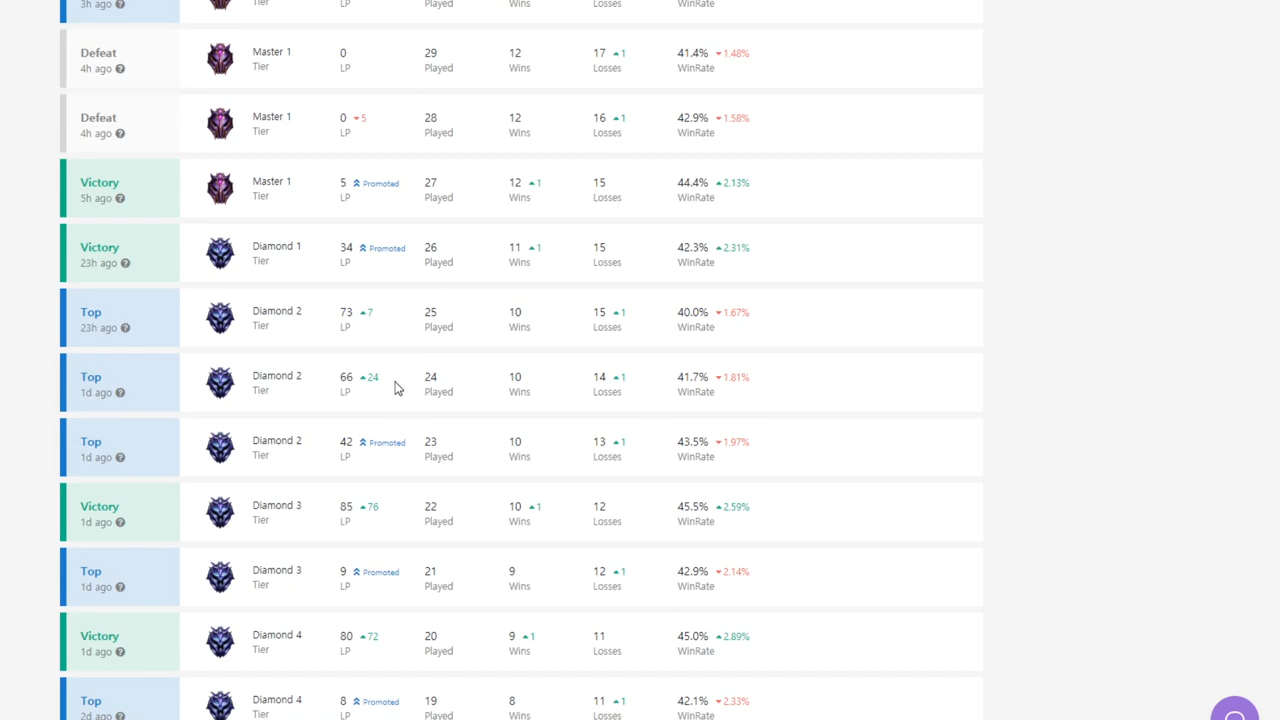 3h ago Tier LP Played Wins Losses WinRate
Defeat Master 1 0 29 12 17 1 41.4% 1.48%
4h ago Tier LP Played Wins Losses WinRate
Defeat Master 1 0 5 28 12 16 1 42.9% 1.58%
4h ago Tier LP Played Wins Losses WinRate
Victory Master 1 5 Promoted 27 12 1 15 44.4% 2.13%
5h ago Tier LP Played Wins Losses WinRate
Victory Diamond 1 34 Promoted 26 11 1 15 42.3% 2.31%
23h ago Tier LP Played Wins Losses WinRate
Top Diamond 2 73 7 25 10 15 1 40.0% 1.67%
23h ago Tier LP Played Wins Losses WinRate
Top Diamond 2 66 24 24 10 14 1 41.7% 1.81%
1d ago Tier LP Played Wins Losses WinRate
Top Diamond 2 42 Promoted 23 10 13 1 43.5% 1.97%
1d ago Tier LP Played Wins Losses WinRate
Victory Diamond 3 85 76 22 10 1 12 45.5% 2.59%
1d ago Tier LP Played Wins Losses WinRate
Top Diamond 3 9 Promoted 21 9 12 1 42.9% 2.14%
1d ago Tier LP Played Wins Losses WinRate
Victory Diamond 4 80 72 20 9 1 11 45.0% 2.89%
1d ago Tier LP Played Wins Losses WinRate
Top Diamond 4 8 Promoted 19 8 11 1 42.1% 2.33%
2d ago Tier LP Played Wins Losses WinRate